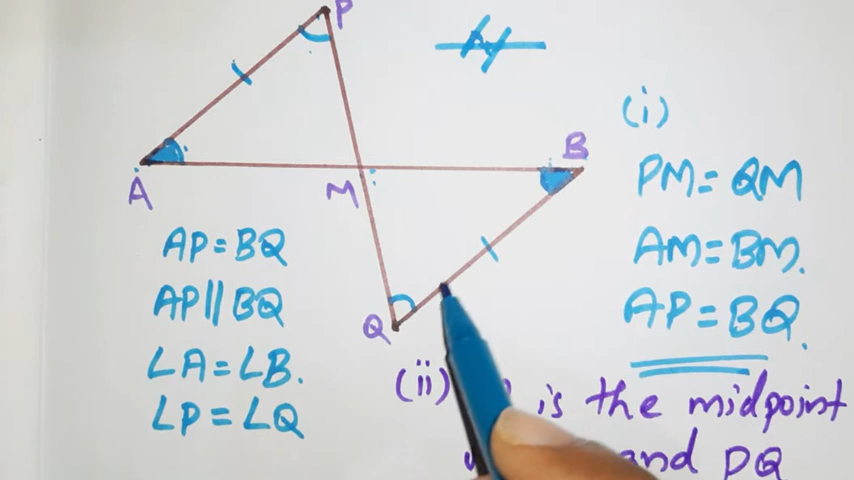 P
A
M
B
Q
AP=BQ
AP||BQ
∠A=∠B.
∠P=∠Q
(i)
PM=QM
AM=BM.
AP=BQ.
(ii) is the midpoint
and PQ